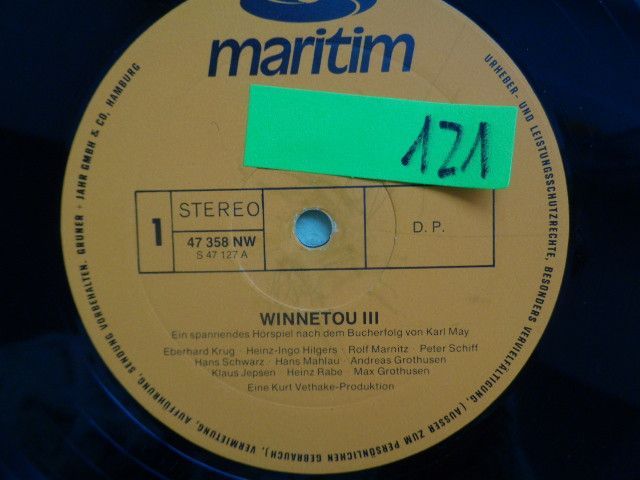 maritim
121
1
STEREO
47 358 NW
S 47 127 A
D. P.
WINNETOU III
Ein spannendes Hörspiel nach dem Bucherfolg von Karl May
Eberhard Krug · Heinz-Ingo Hilgers · Rolf Marnitz · Peter Schiff
Hans Schwarz · Hans Mahlau · Andreas Grothusen
Klaus Jepsen · Heinz Rabe · Max Grothusen
Eine Kurt Vethake-Produktion
URHEBER- UND LEISTUNGSSCHUTZRECHTE, BESONDERS VERVIELFÄLTIGUNG, (AUSSER ZUM PERSÖNLICHEN GEBRAUCH), VERMIETUNG, AUFFÜHRUNG, SENDUNG VORBEHALTEN. GRUNER + JAHR GMBH & CO, HAMBURG